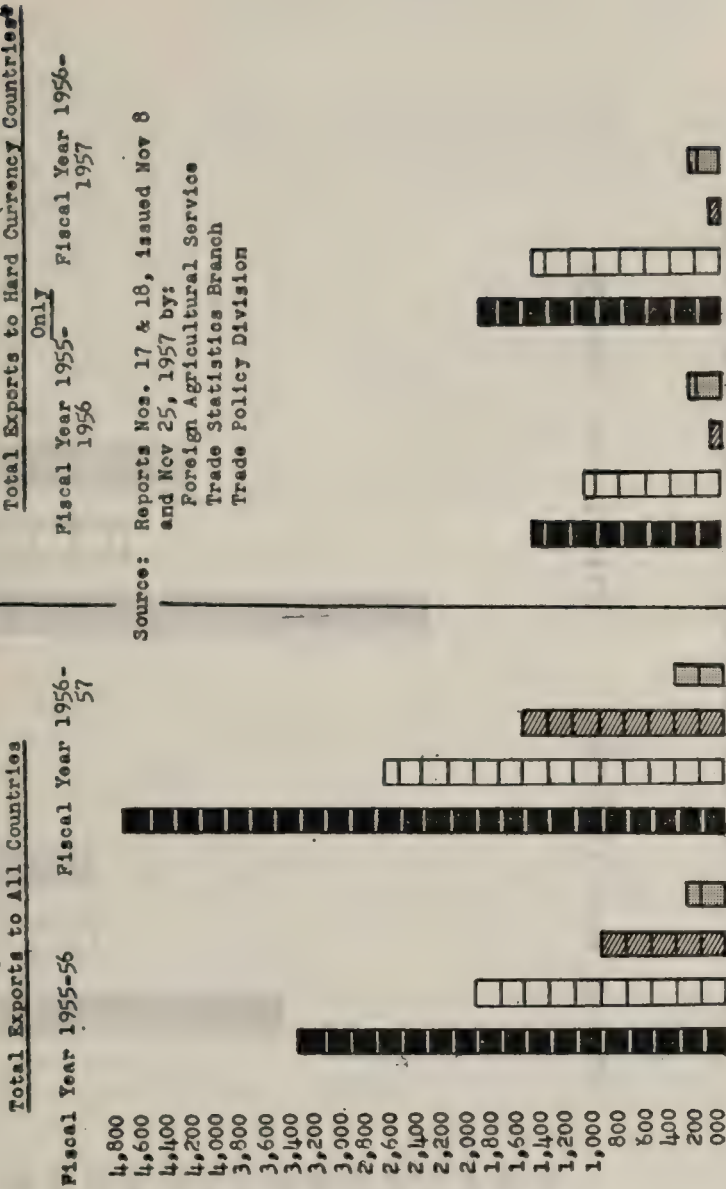 Total Exports to All Countries
Fiscal Year 1955-56
Fiscal Year 1956-
57
Total Exports to Hard Currency Countries*
Only
Fiscal Year 1955-
1956
Fiscal Year 1956-
1957
Source: Reports Nos. 17 & 18, issued Nov 8
and Nov 25, 1957 by:
Foreign Agricultural Service
Trade Statistics Branch
Trade Policy Division
4,800
4,600
4,400
4,200
4,000
3,800
3,600
3,400
3,200
3,000
2,800
2,600
2,400
2,200
2,000
1,800
1,600
1,400
1,200
1,000
800
600
400
200
000